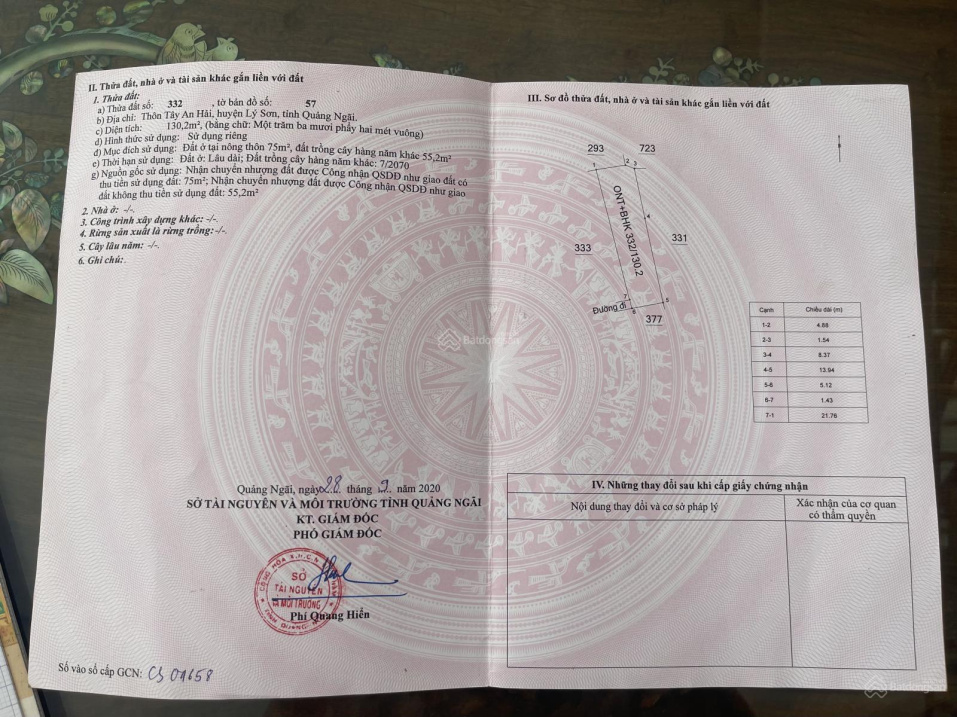 II. Thửa đất, nhà ở và tài sản khác gắn liền với đất
1. Thửa đất:
a) Thửa đất số: 332 , tờ bản đồ số: 57
b) Địa chỉ: Thôn Tây An Hải, huyện Lý Sơn, tỉnh Quảng Ngãi.
c) Diện tích: 130,2m², (bằng chữ: Một trăm ba mươi phẩy hai mét vuông)
d) Hình thức sử dụng: Sử dụng riêng
đ) Mục đích sử dụng: Đất ở tại nông thôn 75m², đất trồng cây hàng năm khác 55,2m²
e) Thời hạn sử dụng: Đất ở: Lâu dài; Đất trồng cây hàng năm khác: 7/2070
g) Nguồn gốc sử dụng: Nhận chuyển nhượng đất được Công nhận QSDĐ như giao đất có
thu tiền sử dụng đất: 75m²; Nhận chuyển nhượng đất được Công nhận QSDĐ như giao
đất không thu tiền sử dụng đất: 55,2m²
2. Nhà ở: -/-.
3. Công trình xây dựng khác: -/-.
4. Rừng sản xuất là rừng trồng: -/-.
5. Cây lâu năm: -/-.
6. Ghi chú:
Quảng Ngãi, ngày 28 tháng 9 năm 2020
SỞ TÀI NGUYÊN VÀ MÔI TRƯỜNG TỈNH QUẢNG NGÃI
KT. GIÁM ĐỐC
PHÓ GIÁM ĐỐC
SỞ
TÀI NGUYÊN
VÀ MÔI TRƯỜNG
Phí Quang Hiển
Số vào sổ cấp GCN: CS 01658
III. Sơ đồ thửa đất, nhà ở và tài sản khác gắn liền với đất
293 723
1 2 3
ONT+BHK 332/130.2
4
333 331
7
Đường đi 6 5
377
Cạnh Chiều dài (m)
1-2 4.68
2-3 1.54
3-4 8.37
4-5 13.94
5-6 5.12
6-7 1.43
7-1 21.76
Batdongsan
IV. Những thay đổi sau khi cấp giấy chứng nhận
Nội dung thay đổi và cơ sở pháp lý
Xác nhận của cơ quan
có thẩm quyền
Batdongsan